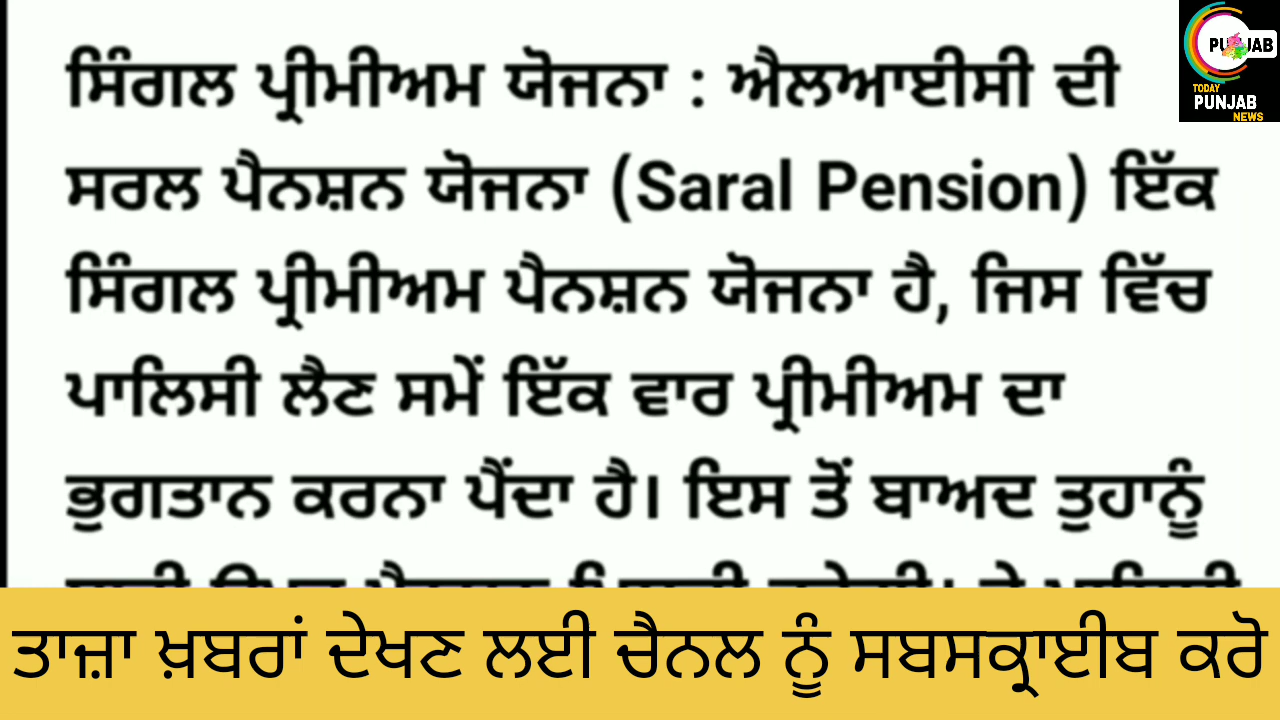 ਸਿੰਗਲ ਪ੍ਰੀਮੀਅਮ ਯੋਜਨਾ : ਐਲਆਈਸੀ ਦੀ
ਸਰਲ ਪੈਨਸ਼ਨ ਯੋਜਨਾ (Saral Pension) ਇੱਕ
ਸਿੰਗਲ ਪ੍ਰੀਮੀਅਮ ਪੈਨਸ਼ਨ ਯੋਜਨਾ ਹੈ, ਜਿਸ ਵਿੱਚ
ਪਾਲਿਸੀ ਲੈਣ ਸਮੇਂ ਇੱਕ ਵਾਰ ਪ੍ਰੀਮੀਅਮ ਦਾ
ਭੁਗਤਾਨ ਕਰਨਾ ਪੈਂਦਾ ਹੈ। ਇਸ ਤੋਂ ਬਾਅਦ ਤੁਹਾਨੂੰ
ਤਾਜ਼ਾ ਖ਼ਬਰਾਂ ਦੇਖਣ ਲਈ ਚੈਨਲ ਨੂੰ ਸਬਸਕ੍ਰਾਈਬ ਕਰੋ
TODAY
PUNJAB
NEWS